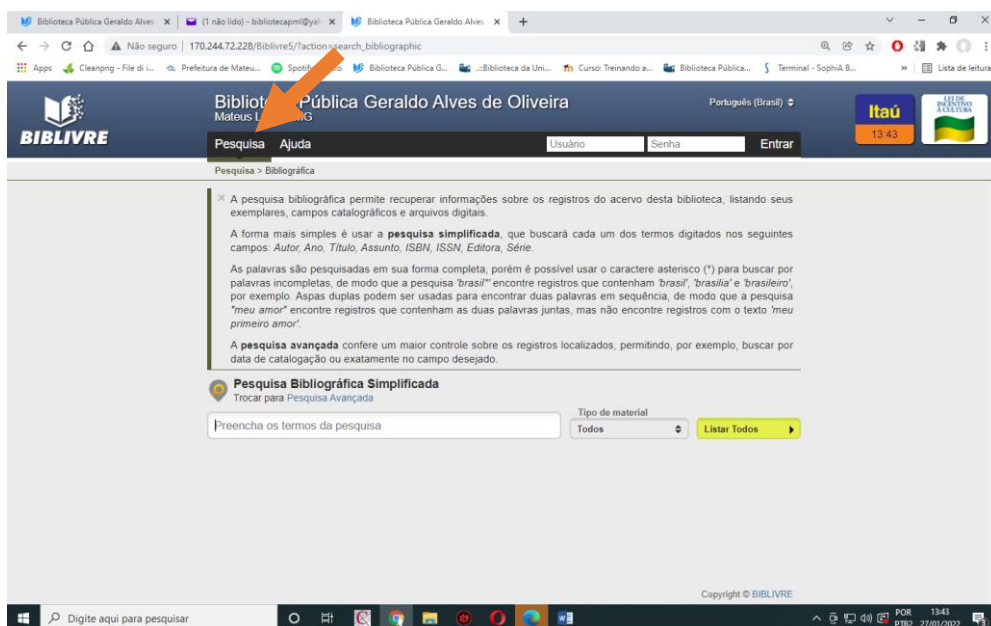 Biblioteca Pública Geraldo Alves
(1 não lido) - bibliotecapml@yah
Biblioteca Pública Geraldo Alves
Não seguro
170.244.72.228/Biblivre5/?action=search_bibliographic
Apps
Cleanpng - File di i...
Prefeitura de Mateu...
Biblioteca Pública G...
..:Biblioteca da Uni...
Curso: Treinando a...
Biblioteca Pública...
Terminal - SophiA B...
»
Lista de leitura
BIBLIVRE
Pública Geraldo Alves de Oliveira
Mateus
Português (Brasil)
Itaú
13:43
LEI DE
INCENTIVO
À CULTURA
Pesquisa Ajuda
Usuário
Senha
Entrar
Pesquisa > Bibliográfica
A pesquisa bibliográfica permite recuperar informações sobre os registros do acervo desta biblioteca, listando seus
exemplares, campos catalográficos e arquivos digitais.
A forma mais simples é usar a pesquisa simplificada, que buscará cada um dos termos digitados nos seguintes
campos: Autor, Ano, Título, Assunto, ISBN, ISSN, Editora, Série.
As palavras são pesquisadas em sua forma completa, porém é possível usar o caractere asterisco (*) para buscar por
palavras incompletas, de modo que a pesquisa 'brasil*' encontre registros que contenham 'brasil', 'brasilia' e 'brasileiro',
por exemplo. Aspas duplas podem ser usadas para encontrar duas palavras em sequência, de modo que a pesquisa
"meu amor" encontre registros que contenham as duas palavras juntas, mas não encontre registros com o texto 'meu
primeiro amor'.
A pesquisa avançada confere um maior controle sobre os registros localizados, permitindo, por exemplo, buscar por
data de catalogação ou exatamente no campo desejado.
Pesquisa Bibliográfica Simplificada
Trocar para Pesquisa Avançada
Preencha os termos da pesquisa
Tipo de material
Todos
Listar Todos
Copyright © BIBLIVRE
Digite aqui para pesquisar
POR
PTB2
13:43
27/01/2022